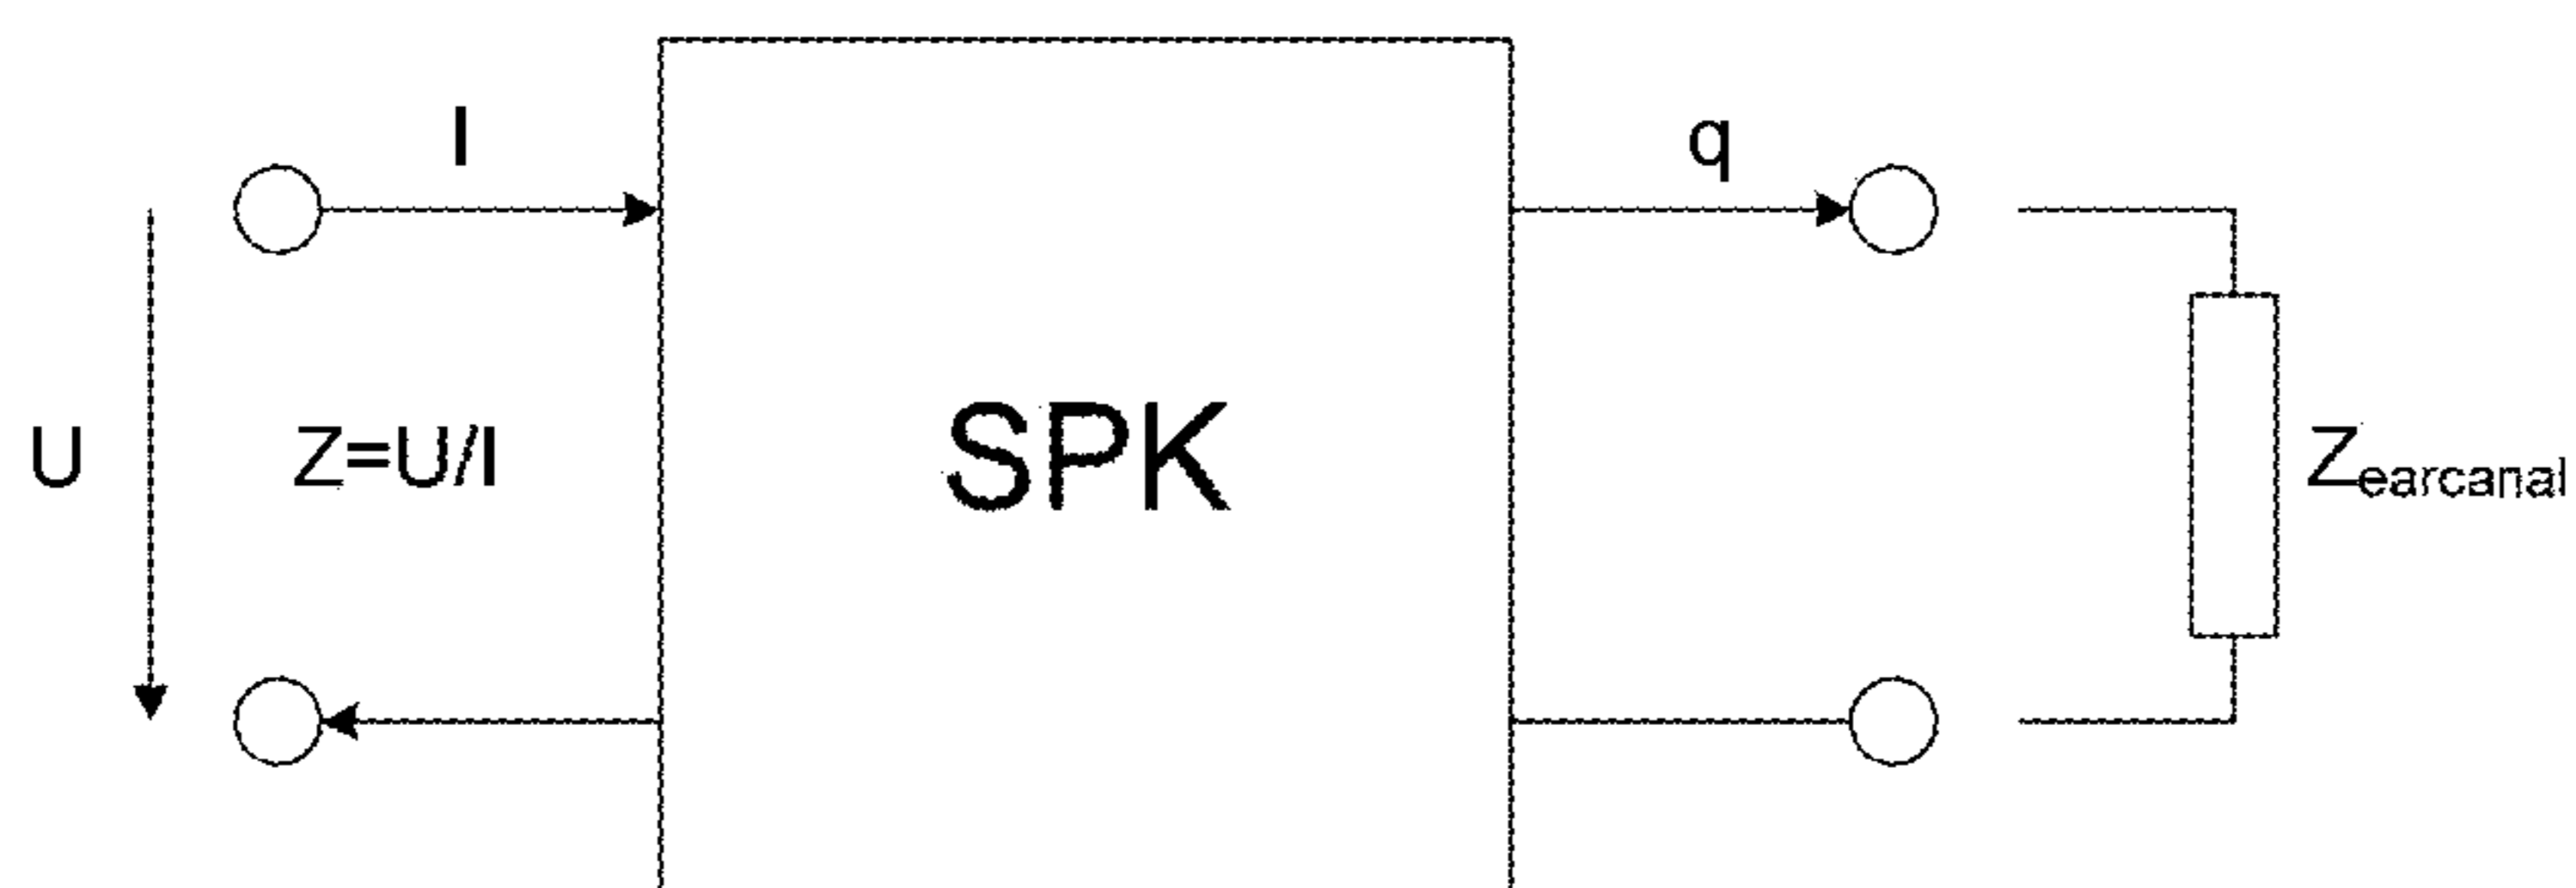 I
q
U
Z=U/I
SPK
Zearcanal